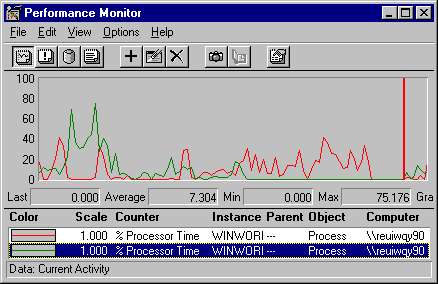 Performance Monitor
File Edit View Options Help
100
80
60
40
20
0
Last 0.000 Average 7.304 Min 0.000 Max 75.176 Gra
Color Scale Counter Instance Parent Object Computer
1.000 % Processor Time WINWORI --- Process \\reuiwqy90
1.000 % Processor Time WINWORI --- Process \\reuiwqy90
Data: Current Activity